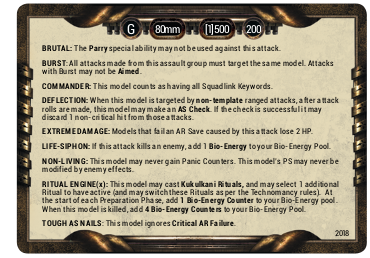 G 80mm [1]500 200
BRUTAL: The Parry special ability may not be used against this attack.
BURST: All attacks made from this assault group must target the same model. Attacks
with Burst may not be Aimed.
COMMANDER: This model counts as having all Squadlink Keywords.
DEFLECTION: When this model is targeted by non-template ranged attacks, after attack
rolls are made, this model may make an AS Check. If the check is successful it may
discard 1 non-critical hit from those attacks.
EXTREME DAMAGE: Models that fail an AR Save caused by this attack lose 2 HP.
LIFE-SIPHON: If this attack kills an enemy, add 1 Bio-Energy to your Bio-Energy Pool.
NON-LIVING: This model may never gain Panic Counters. This model's PS may never be
modified by enemy effects.
RITUAL ENGINE(x): This model may cast Kukulkani Rituals, and may select 1 additional
Ritual to have active (and may switch these Rituals as per the Technomancy rules). At
the start of each Preparation Phase, add 1 Bio-Energy Counter to your Bio-Energy pool.
When this model is killed, add 4 Bio-Energy Counters to your Bio-Energy Pool.
TOUGH AS NAILS: This model ignores Critical AR Failure.
2018